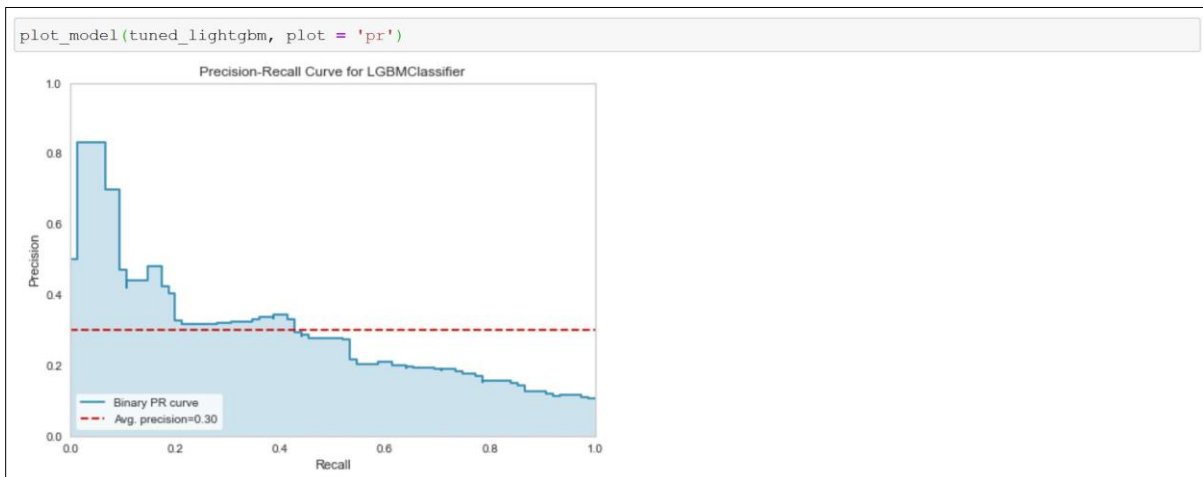 plot_model(tuned_lightgbm, plot = 'pr')
Precision-Recall Curve for LGBMClassifier
1.0
0.8
0.6
0.4
0.2
0.0
Precision
Binary PR curve
Avg. precision=0.30
0.0 0.2 0.4 0.6 0.8 1.0
Recall